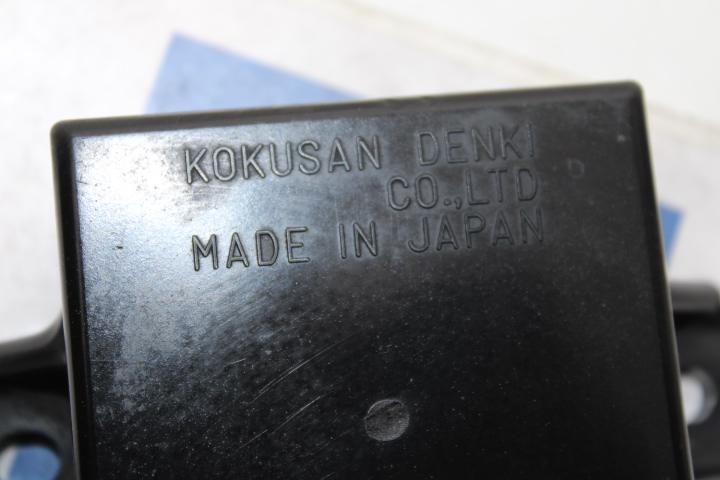 KOKUSAN DENKI
CO.,LTD
MADE IN JAPAN